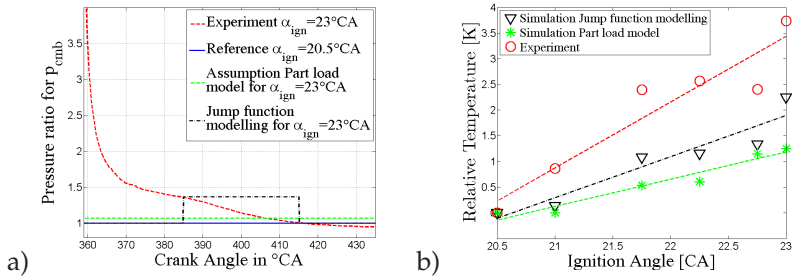 a)
Pressure ratio for p_cmb
4
3.5
3
2.5
2
1.5
1
360
370
380
390
400
410
420
430
Crank Angle in °CA
Experiment α_ign=23°CA
Reference α_ign=20.5°CA
Assumption Part load
model for α_ign=23°CA
Jump function
modelling for α_ign=23°CA
b)
Relative Temperature [K]
4
3.5
3
2.5
2
1.5
1
0.5
0
20.5
21
21.5
22
22.5
23
Ignition Angle [CA]
Simulation Jump function modelling
Simulation Part load model
Experiment